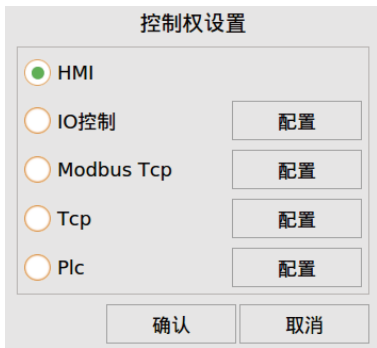 控制权设置
HMI
IO控制 配置
Modbus Tcp 配置
Tcp 配置
Plc 配置
确认 取消